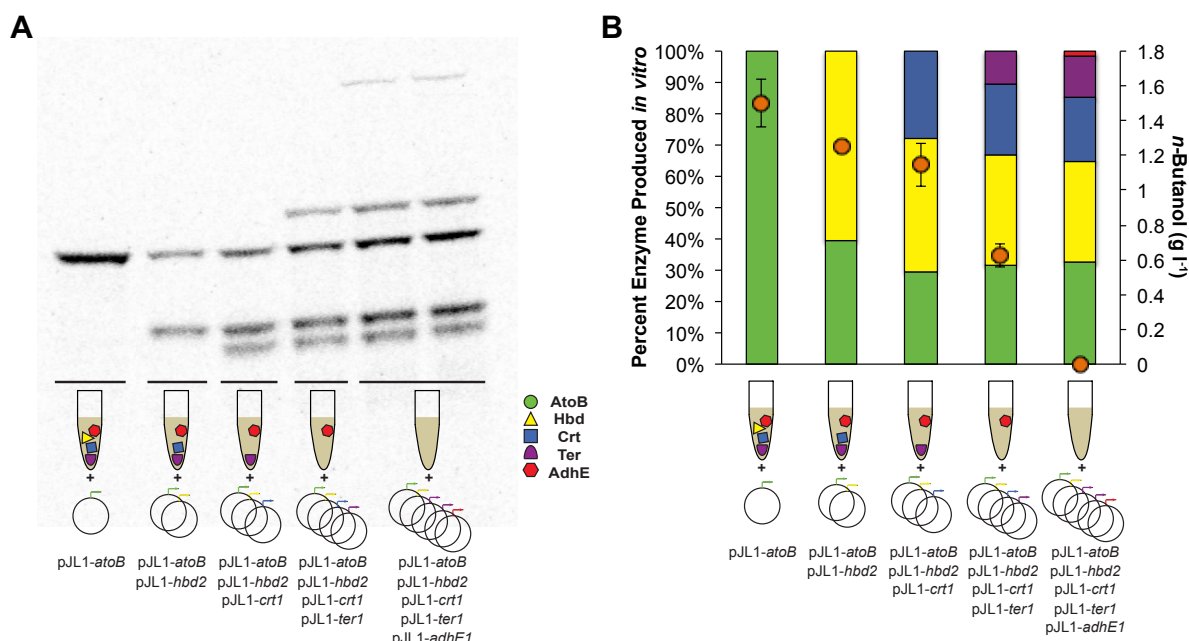 A
AtoB
Hbd
Crt
Ter
AdhE
+
+
+
+
+
pJL1-atoB
pJL1-atoB
pJL1-hbd2
pJL1-atoB
pJL1-hbd2
pJL1-crt1
pJL1-atoB
pJL1-hbd2
pJL1-crt1
pJL1-ter1
pJL1-atoB
pJL1-hbd2
pJL1-crt1
pJL1-ter1
pJL1-adhE1
B
Percent Enzyme Produced in vitro
100%
90%
80%
70%
60%
50%
40%
30%
20%
10%
0%
1.8
1.6
1.4
1.2
1
0.8
0.6
0.4
0.2
0
n-Butanol (g l-1)
+
+
+
+
+
pJL1-atoB
pJL1-atoB
pJL1-hbd2
pJL1-atoB
pJL1-hbd2
pJL1-crt1
pJL1-atoB
pJL1-hbd2
pJL1-crt1
pJL1-ter1
pJL1-atoB
pJL1-hbd2
pJL1-crt1
pJL1-ter1
pJL1-adhE1